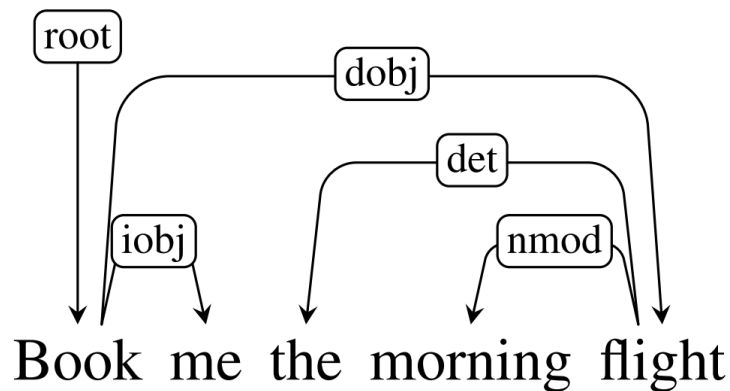 root
dobj
det
iobj
nmod
Book me the morning flight